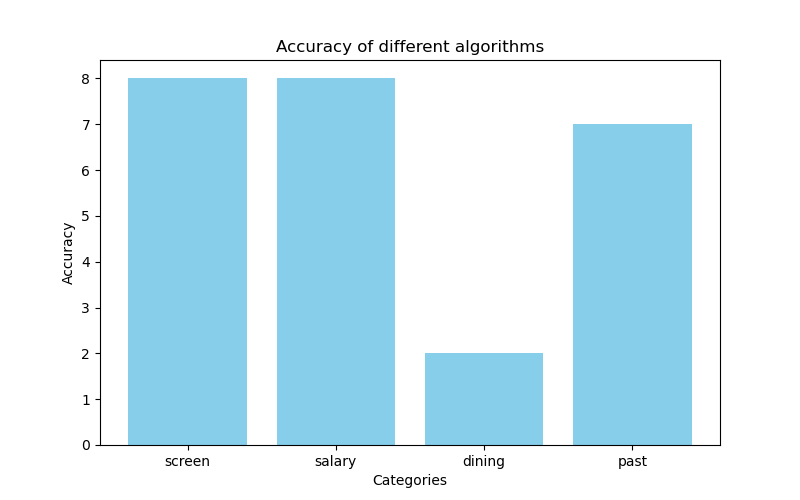 Accuracy of different algorithms
Accuracy
8
7
6
5
4
3
2
1
0
screen salary dining past
Categories